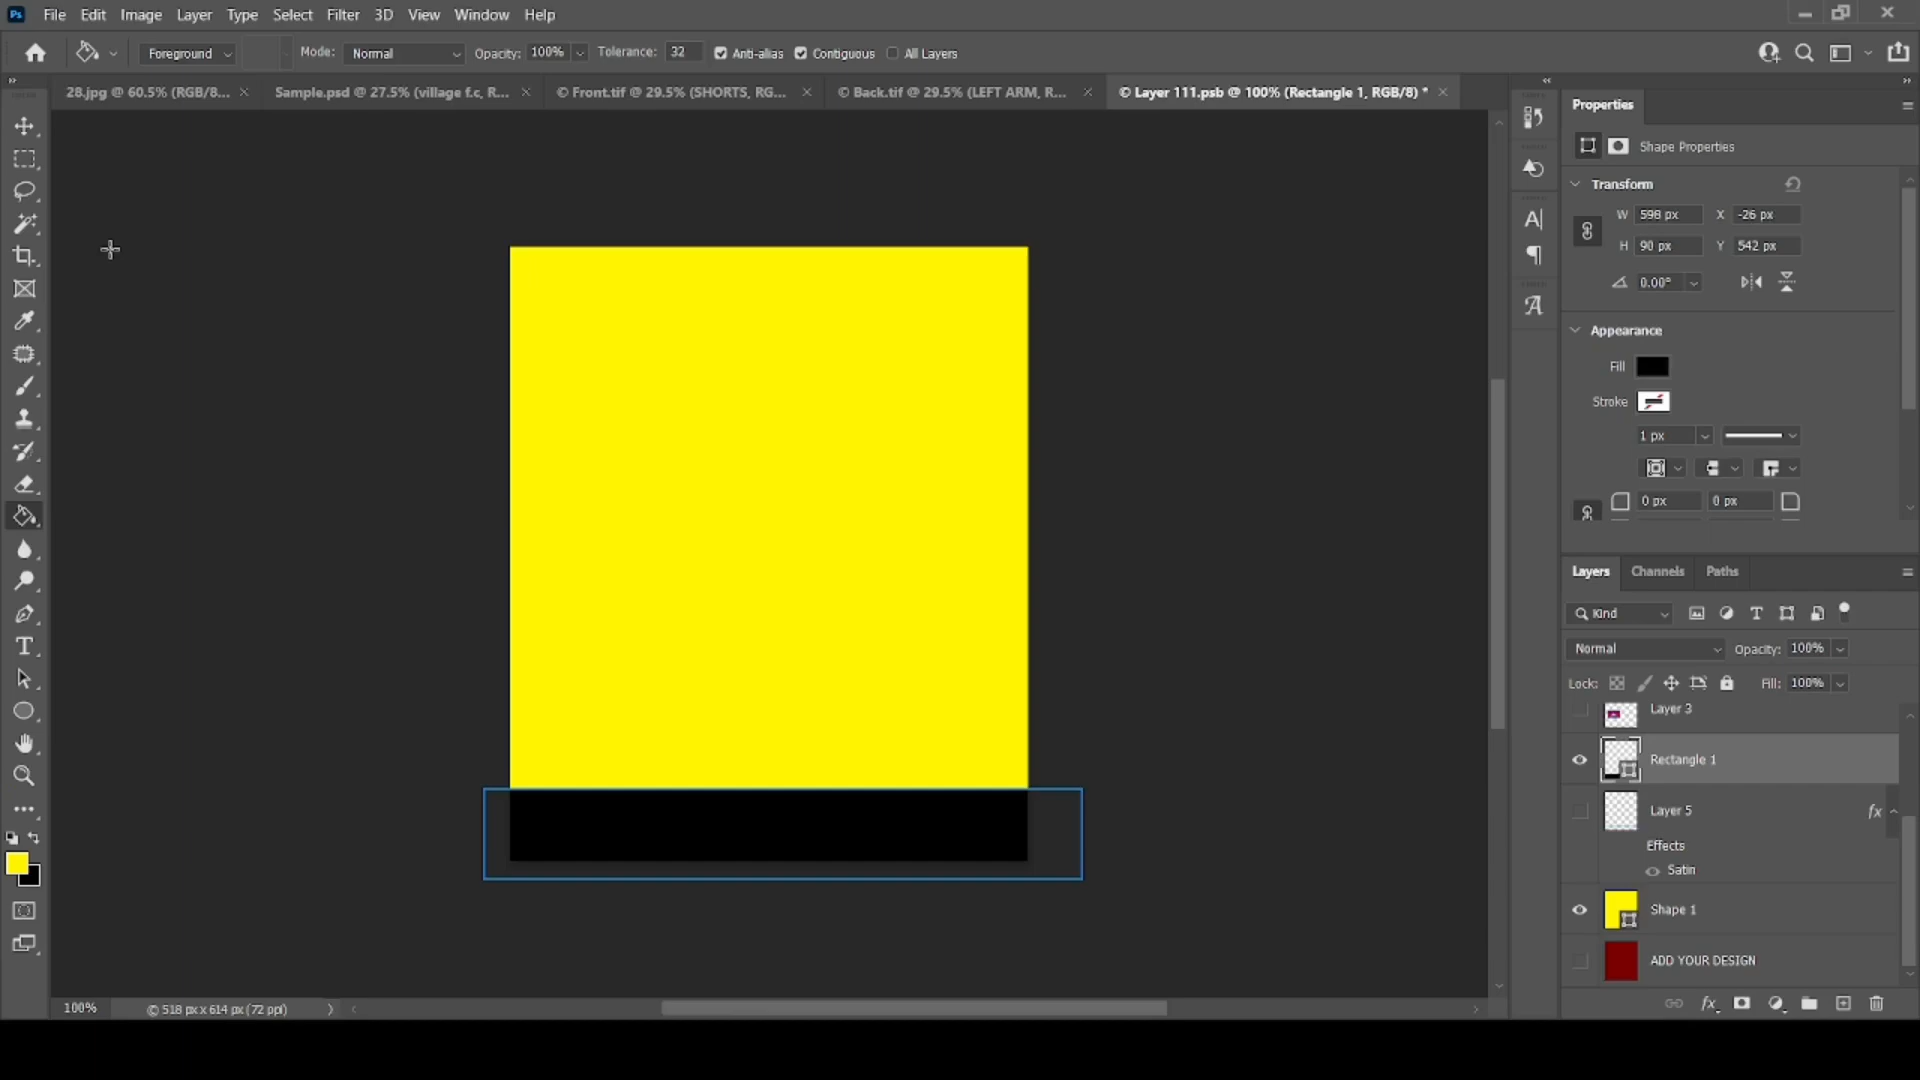 Ps File Edit Image Layer Type Select Filter 3D View Window Help
Foreground Mode: Normal Opacity: 100% Tolerance: 32 Anti-alias Contiguous All Layers
28.jpg @ 60.5% (RGB/8... × Sample.psd @ 27.5% (village f.c, R... × © Front.tif @ 29.5% (SHORTS, RG... × © Back.tif @ 29.5% (LEFT ARM, R... × © Layer 111.psb @ 100% (Rectangle 1, RGB/8) * ×
Properties
Shape Properties
Transform
W 598 px X -26 px
H 90 px Y 542 px
0.00°
Appearance
Fill
Stroke
1 px
0 px 0 px
Layers Channels Paths
Kind
Normal Opacity: 100%
Lock: Fill: 100%
Layer 3
Rectangle 1
Layer 5 fx
Effects
Satin
Shape 1
ADD YOUR DESIGN
100% © 518 px x 614 px (72 ppi)
fx